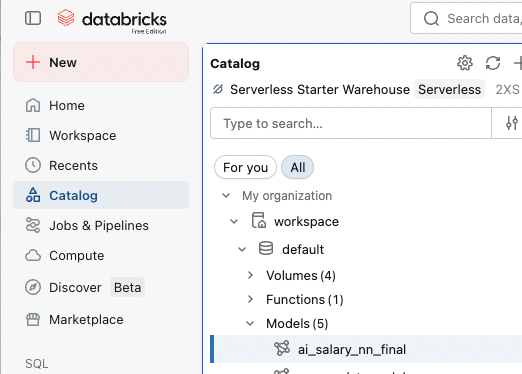 databricks
Free Edition
Search data,
New
Home
Workspace
Recents
Catalog
Jobs & Pipelines
Compute
Discover Beta
Marketplace
SQL
Catalog
Serverless Starter Warehouse Serverless 2XS
Type to search...
For you All
My organization
workspace
default
Volumes (4)
Functions (1)
Models (5)
ai_salary_nn_final